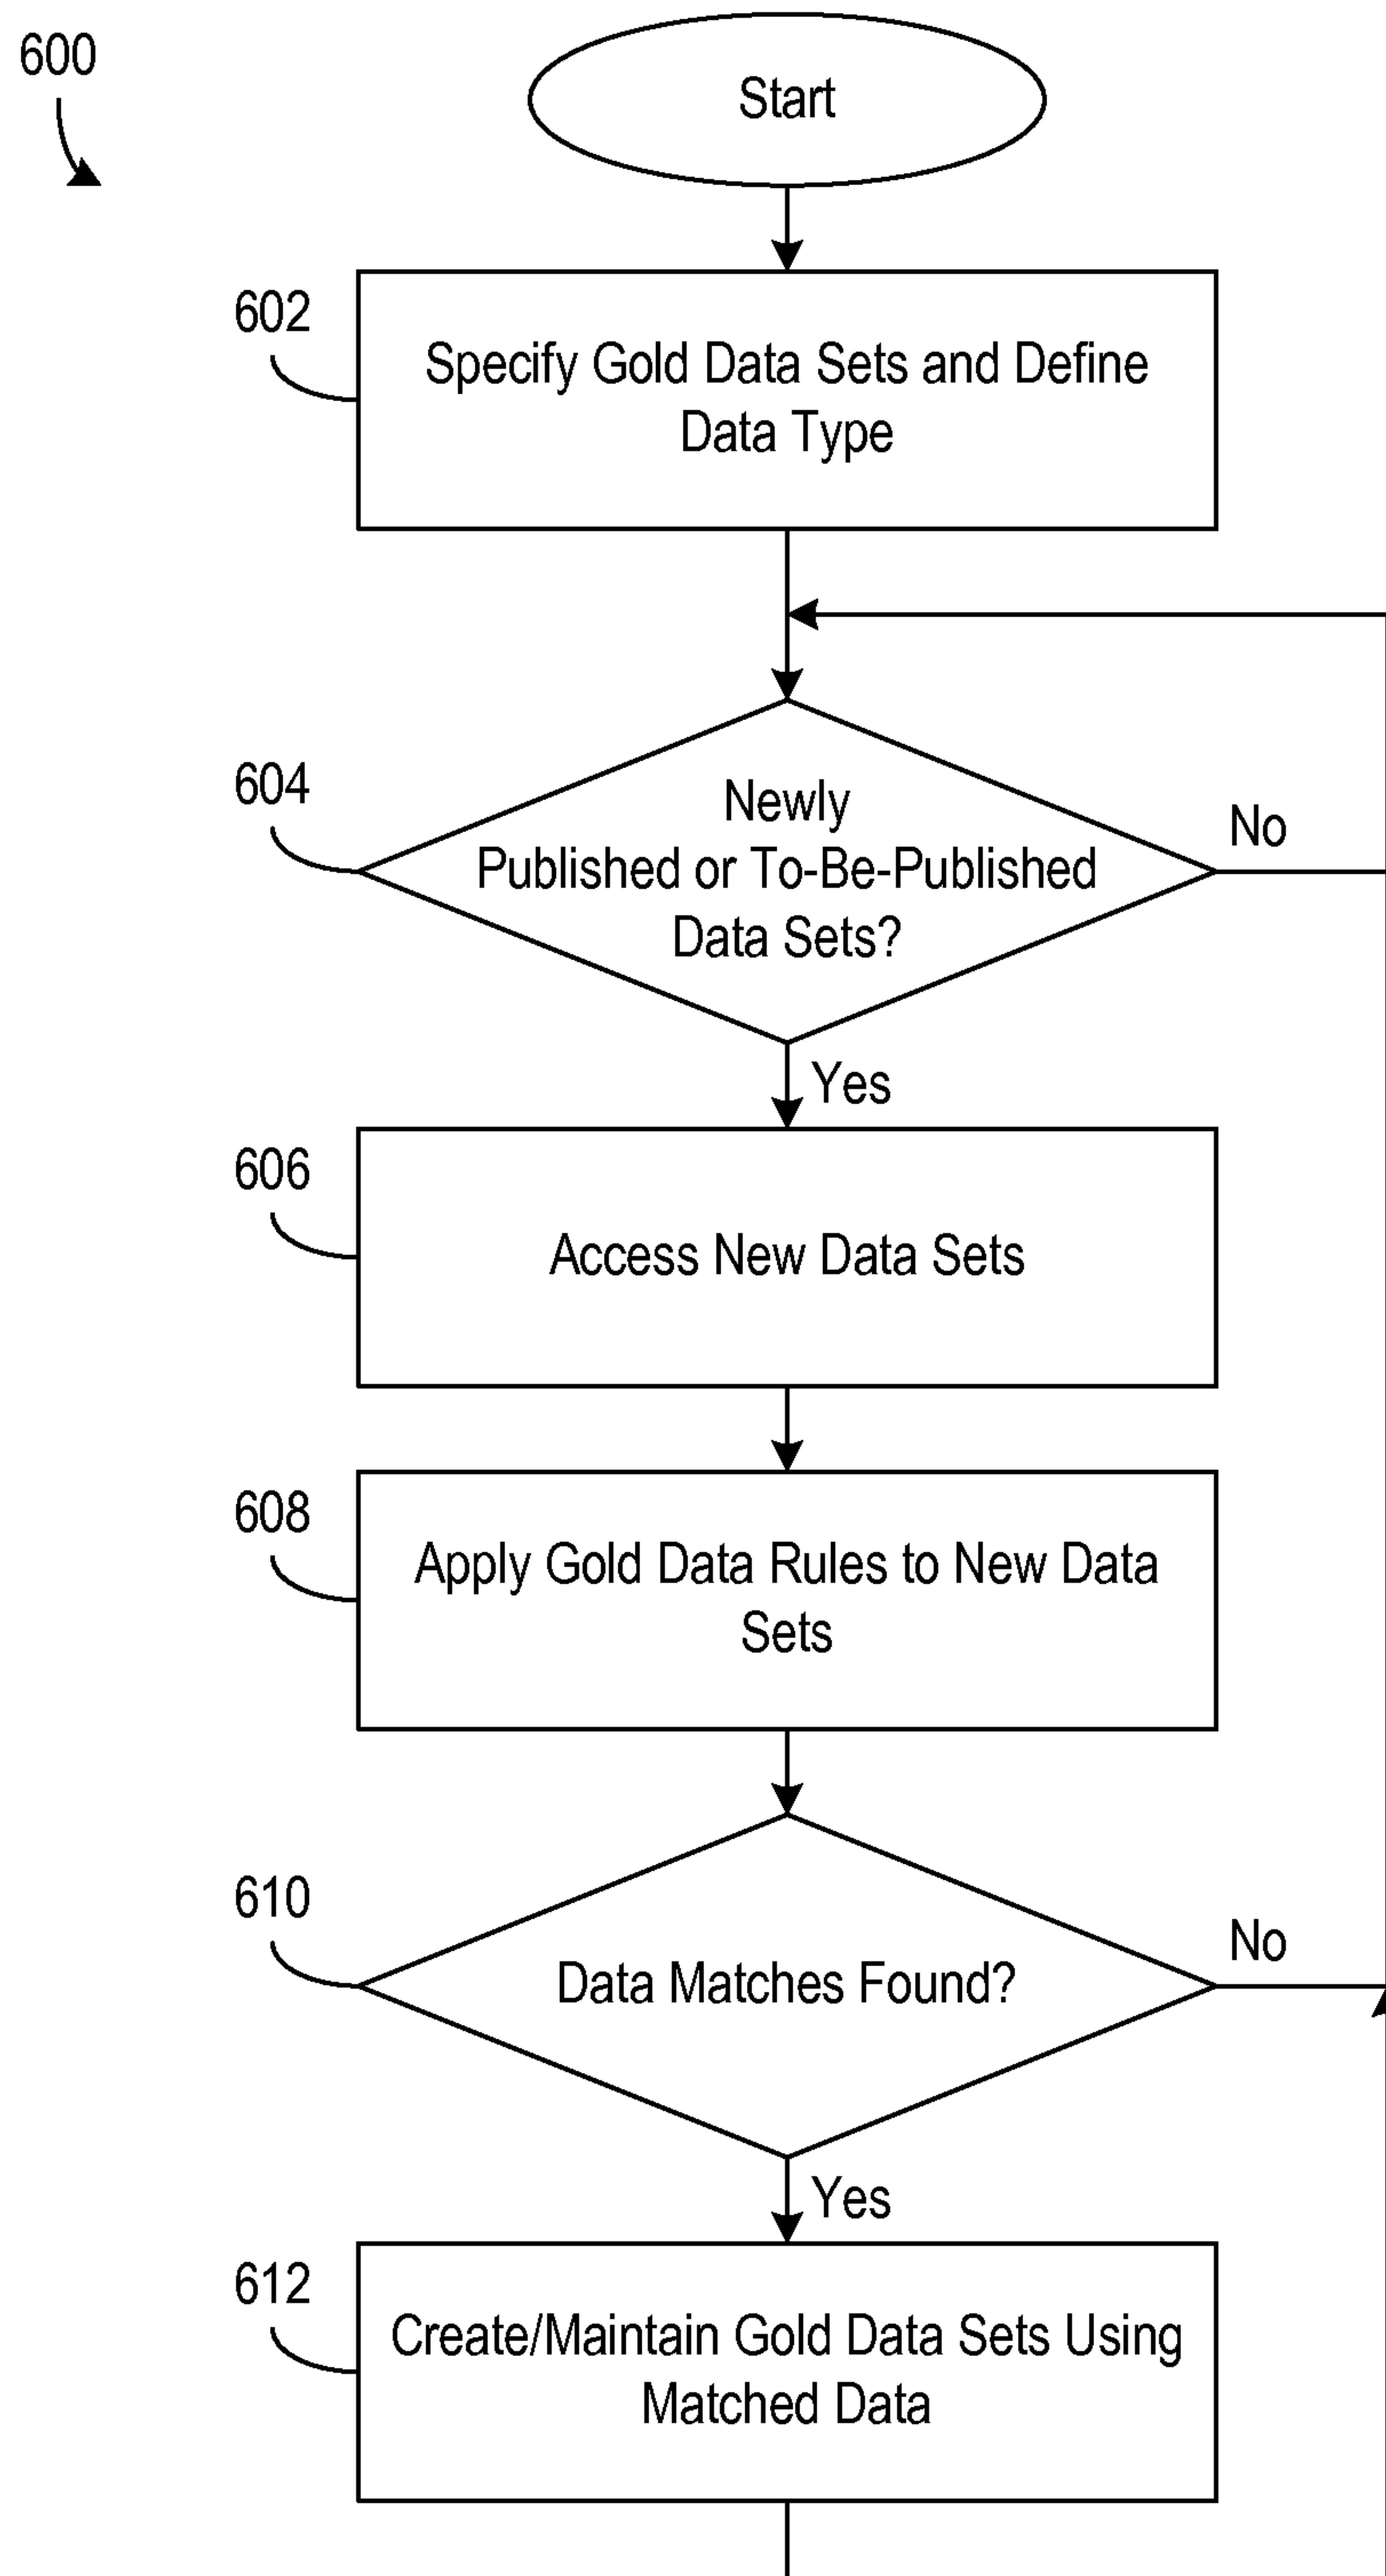 600
Start
602
Specify Gold Data Sets and Define
Data Type
604
Newly
Published or To-Be-Published
Data Sets?
No
Yes
606
Access New Data Sets
608
Apply Gold Data Rules to New Data
Sets
610
Data Matches Found?
No
Yes
612
Create/Maintain Gold Data Sets Using
Matched Data